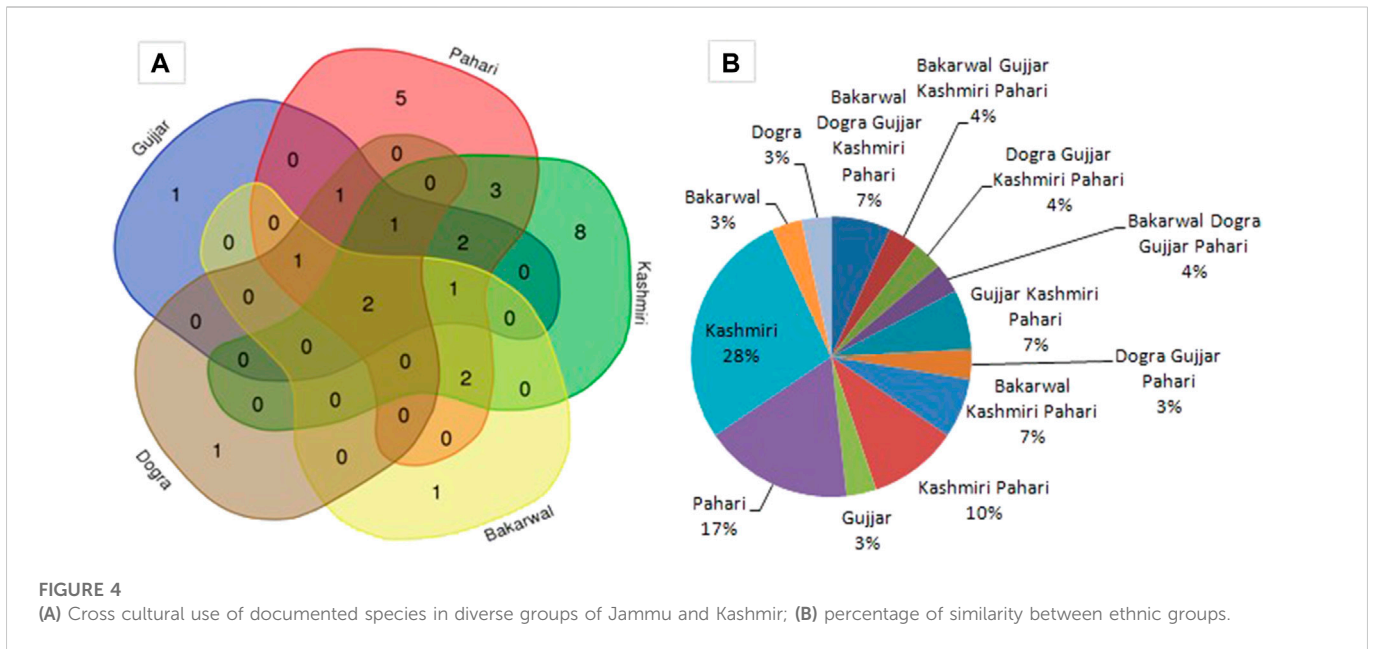 A
Pahari
Gujjar
Kashmiri
Dogra
Bakarwal
5
0
0
1
0
3
8
1
0
1
2
0
0
1
0
1
0
2
0
0
0
0
0
2
0
0
0
0
0
1
0
1
B
Bakarwal Gujjar
Kashmiri Pahari
4%
Bakarwal
Dogra Gujjar
Kashmiri
Pahari
7%
Dogra
3%
Dogra Gujjar
Kashmiri Pahari
4%
Bakarwal
3%
Bakarwal Dogra
Gujjar Pahari
4%
Gujjar Kashmiri
Pahari
7%
Kashmiri
28%
Dogra Gujjar
Pahari
3%
Bakarwal
Kashmiri Pahari
7%
Kashmiri Pahari
10%
Pahari
17%
Gujjar
3%
FIGURE 4
(A) Cross cultural use of documented species in diverse groups of Jammu and Kashmir; (B) percentage of similarity between ethnic groups.